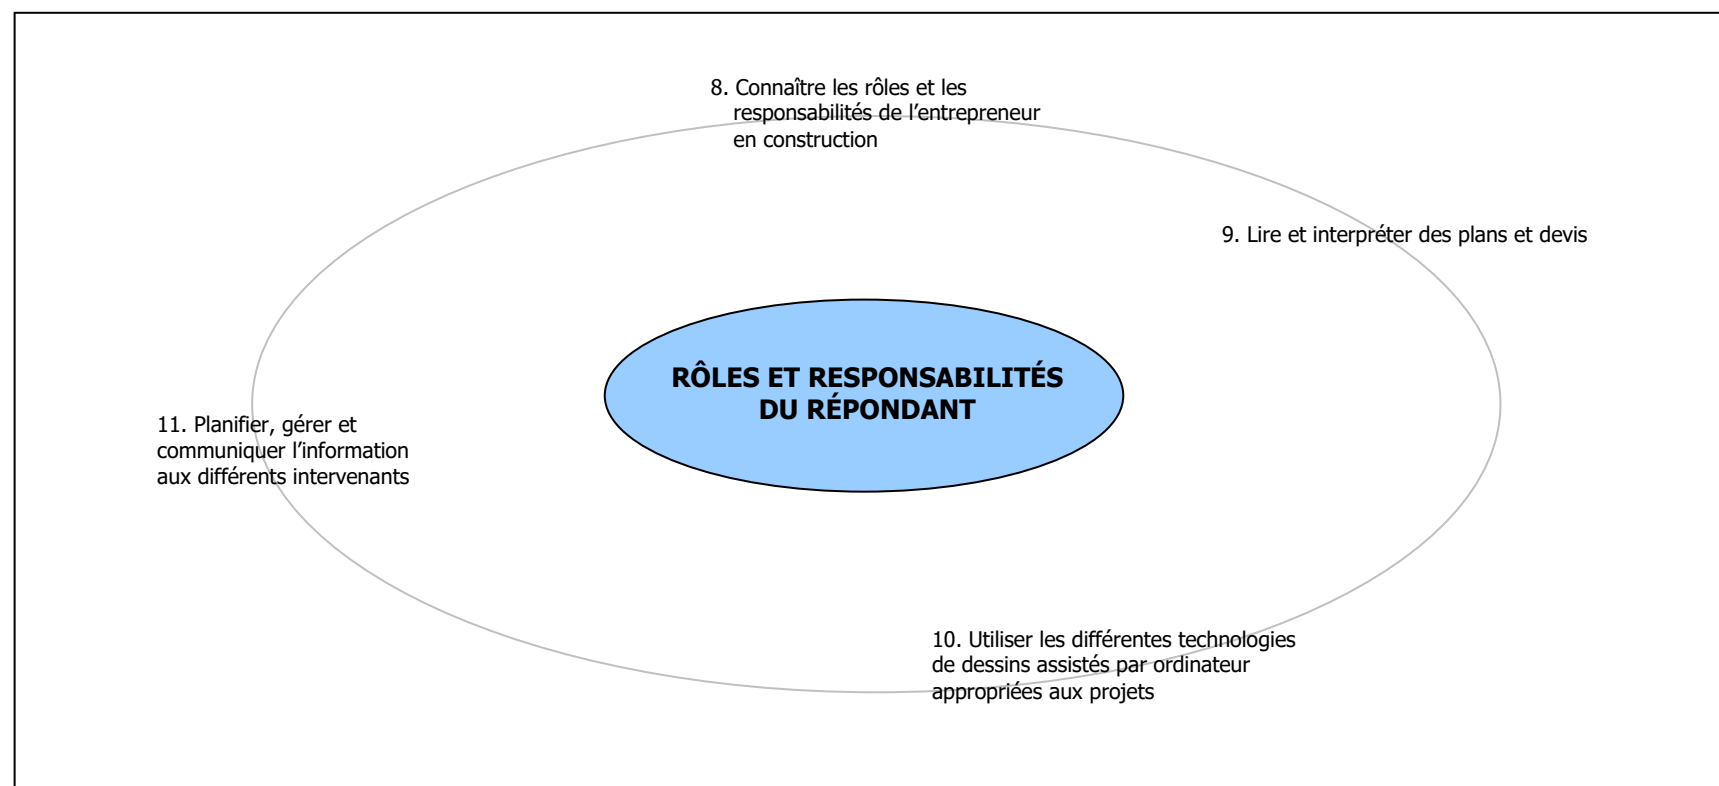 8. Connaître les rôles et les
responsabilités de l’entrepreneur
en construction
9. Lire et interpréter des plans et devis
RÔLES ET RESPONSABILITÉS
DU RÉPONDANT
11. Planifier, gérer et
communiquer l’information
aux différents intervenants
10. Utiliser les différentes technologies
de dessins assistés par ordinateur
appropriées aux projets